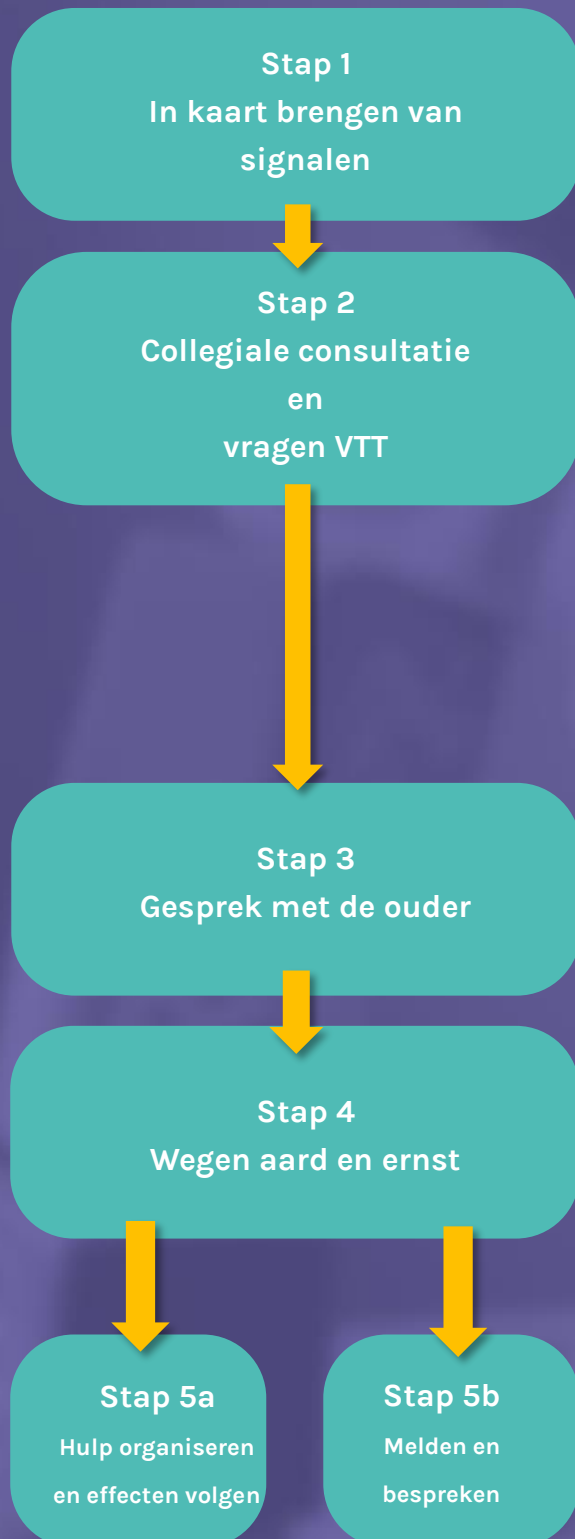 Stap 1
In kaart brengen van
signalen
Stap 2
Collegiale consultatie
en
vragen VTT
Stap 3
Gesprek met de ouder
Stap 4
Wegen aard en ernst
Stap 5a
Hulp organiseren
en effecten volgen
Stap 5b
Melden en
bespreken